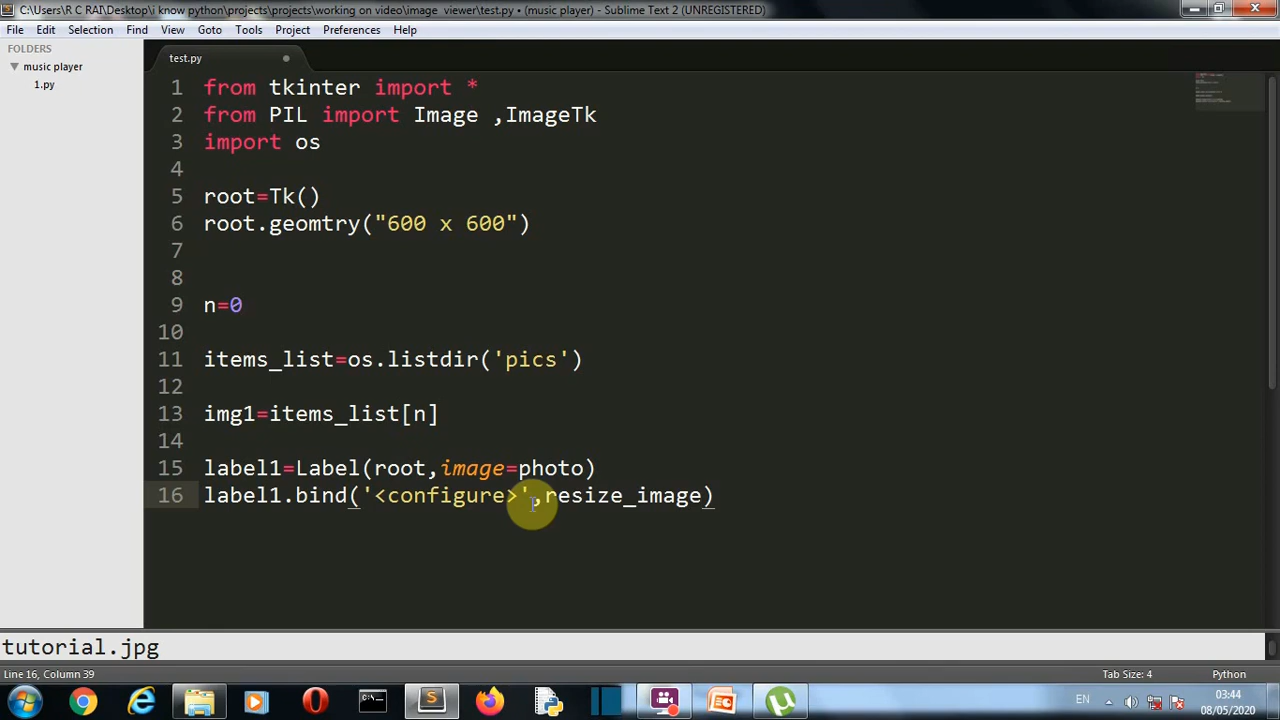 C:\Users\R C RAI\Desktop\i know python\projects\projects\working on video\image_viewer\test.py • (music player) - Sublime Text 2 (UNREGISTERED)
File Edit Selection Find View Goto Tools Project Preferences Help
FOLDERS
music player
1.py
test.py
1 from tkinter import *
2 from PIL import Image ,ImageTk
3 import os
4
5 root=Tk()
6 root.geomtry("600 x 600")
7
8
9 n=0
10
11 items_list=os.listdir('pics')
12
13 img1=items_list[n]
14
15 label1=Label(root,image=photo)
16 label1.bind('<configure>',resize_image)
tutorial.jpg
Line 16, Column 39
Tab Size: 4
Python
EN
03:44
08/05/2020